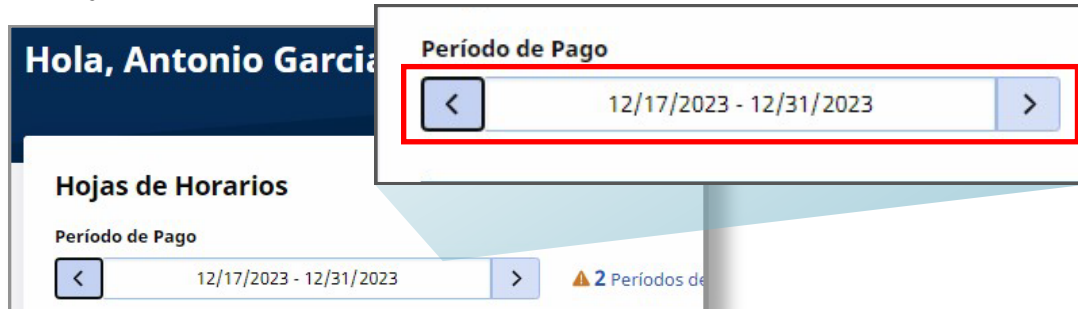 Hola, Antonio Garcia
Período de Pago
12/17/2023 - 12/31/2023
Hojas de Horarios
Período de Pago
12/17/2023 - 12/31/2023
2 Períodos de